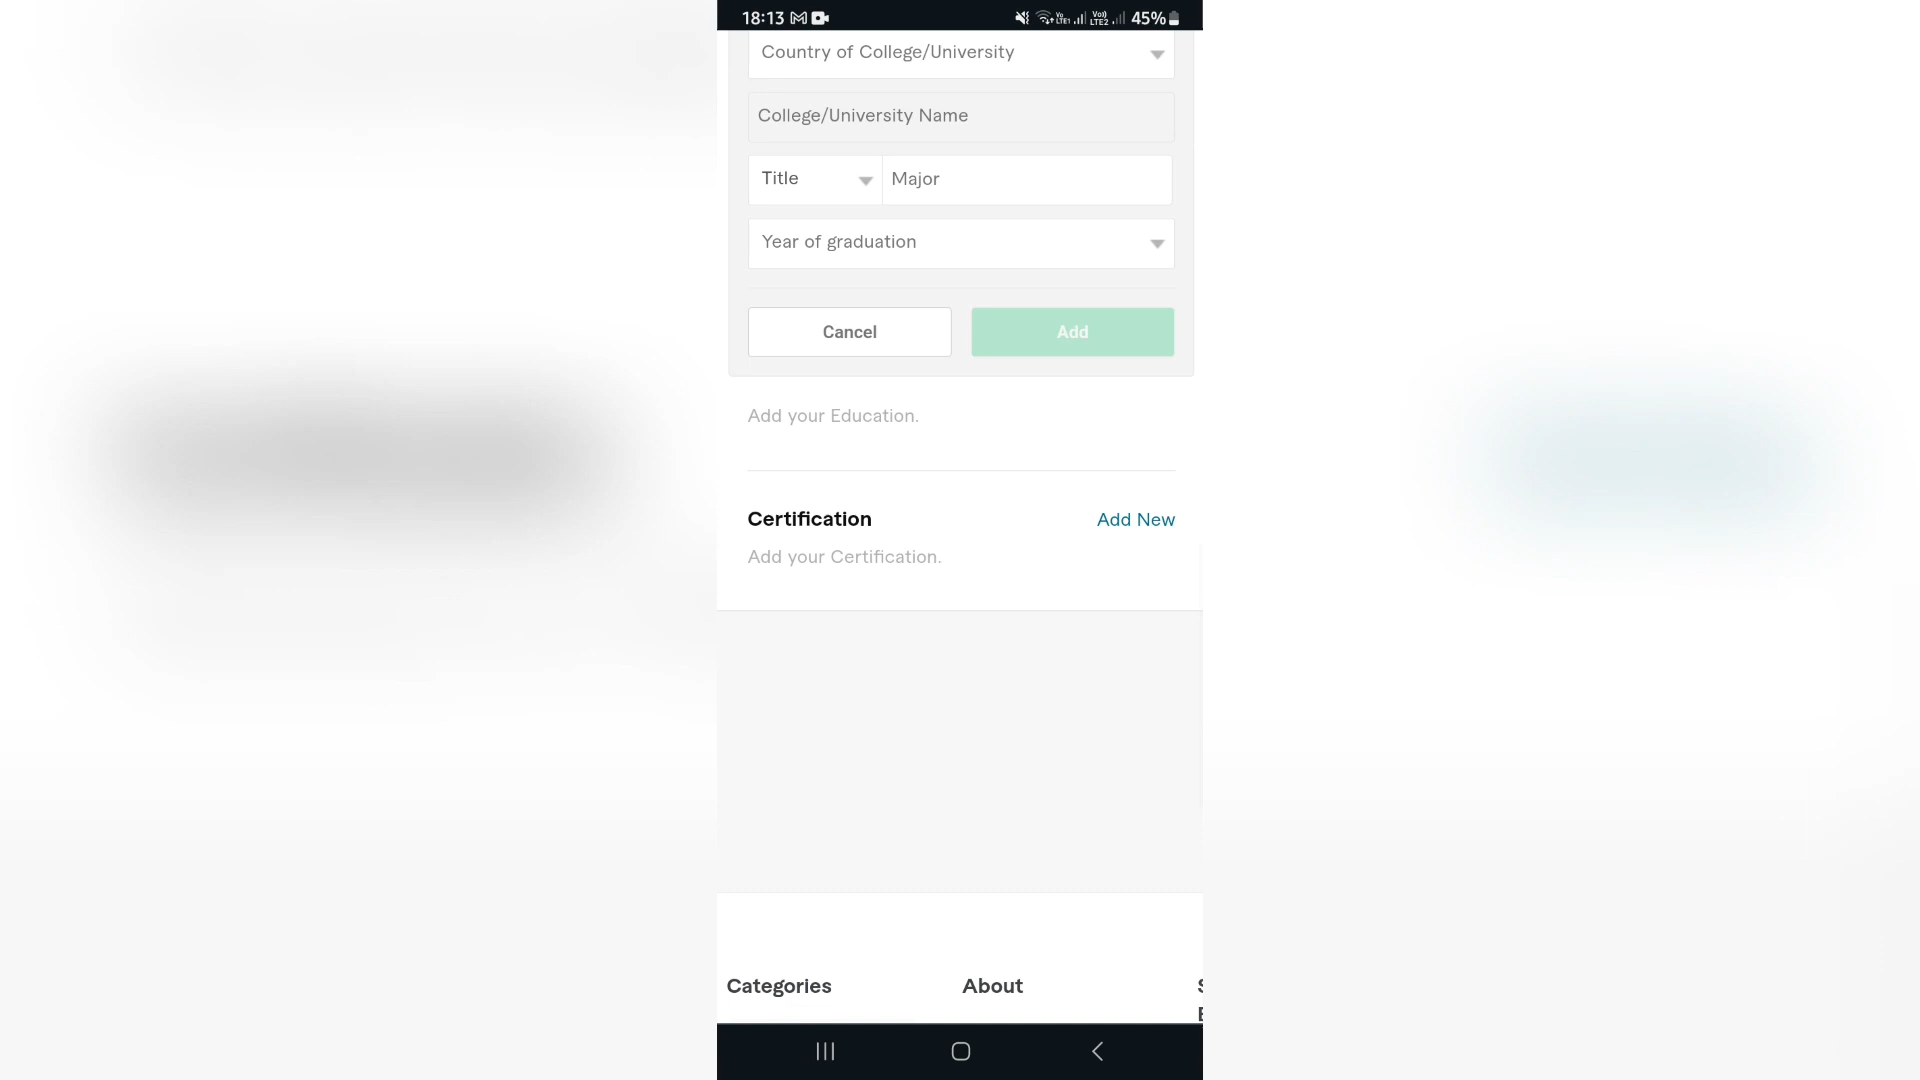 18:13 45%
Country of College/University
College/University Name
Title Major
Year of graduation
Cancel Add
Add your Education.
Certification Add New
Add your Certification.
Categories About